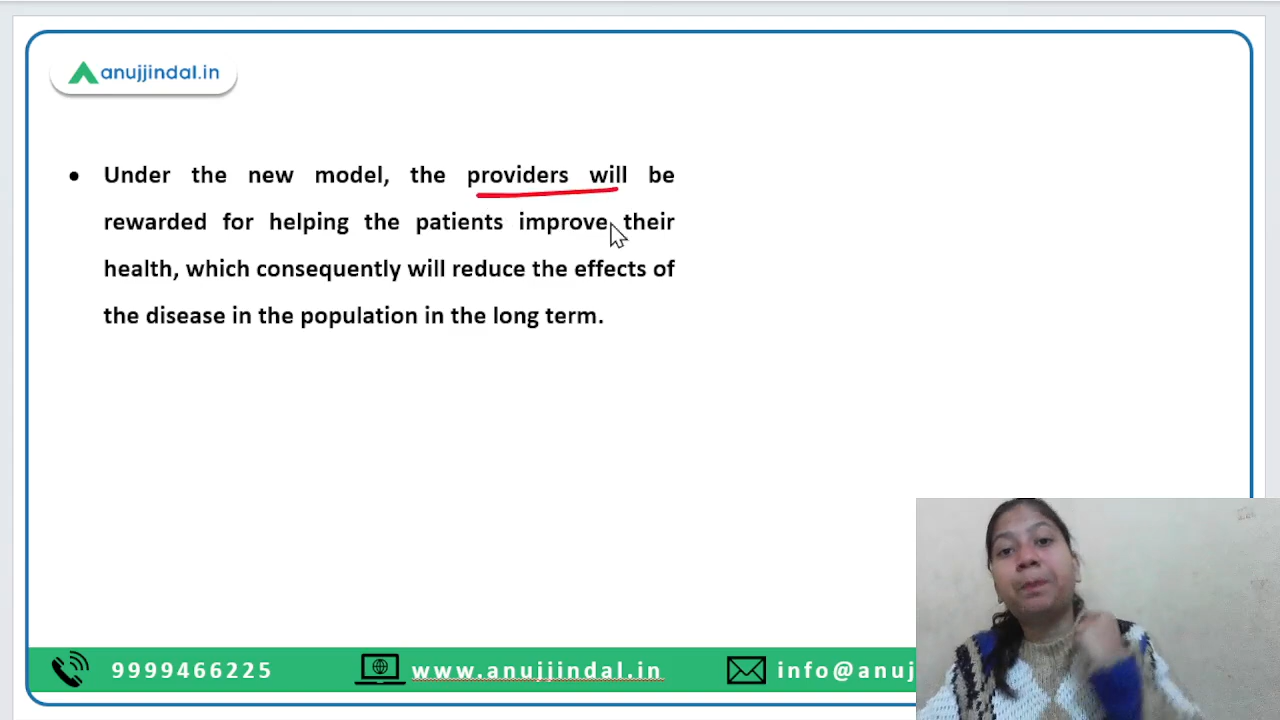 anujjindal.in
• Under the new model, the providers will be
rewarded for helping the patients improve their
health, which consequently will reduce the effects of
the disease in the population in the long term.
9999466225
www.anujjindal.in
info@anuj